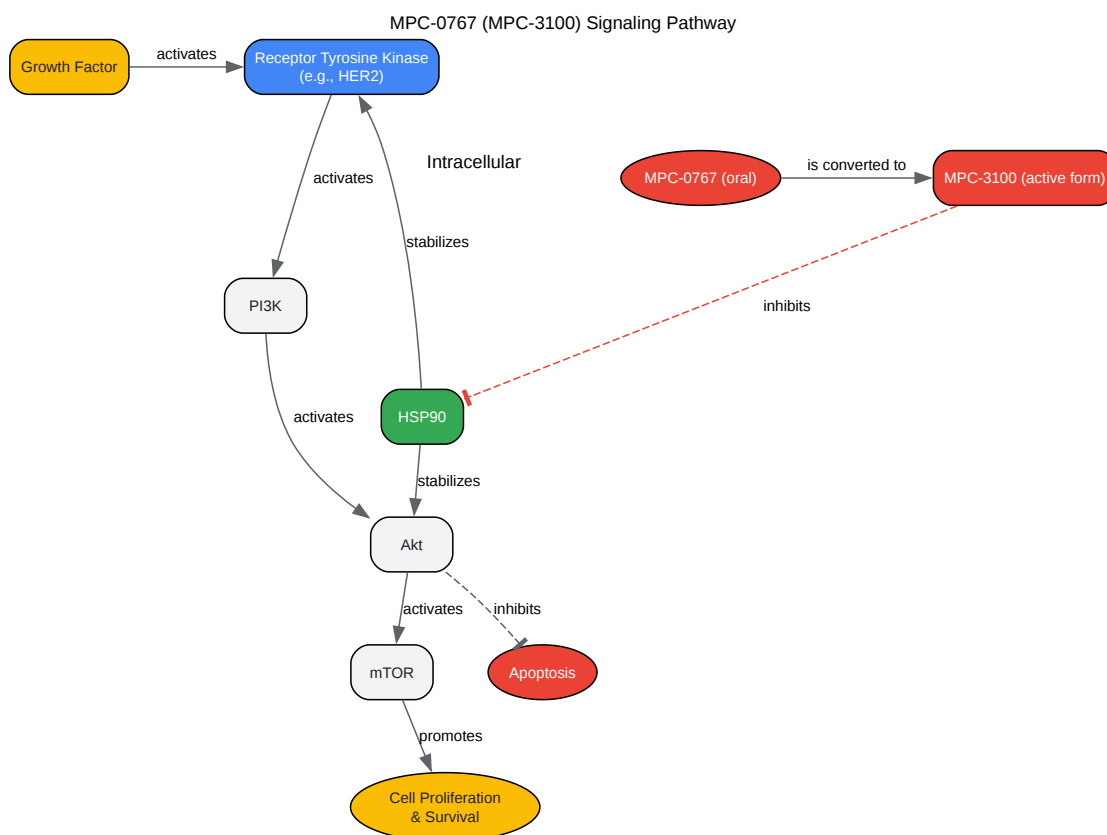 MPC-0767 (MPC-3100) Signaling Pathway
Growth Factor
activates
Receptor Tyrosine Kinase
(e.g., HER2)
Intracellular
MPC-0767 (oral)
is converted to
MPC-3100 (active form)
activates
stabilizes
PI3K
inhibits
activates
HSP90
stabilizes
Akt
activates
inhibits
mTOR
Apoptosis
promotes
Cell Proliferation
& Survival